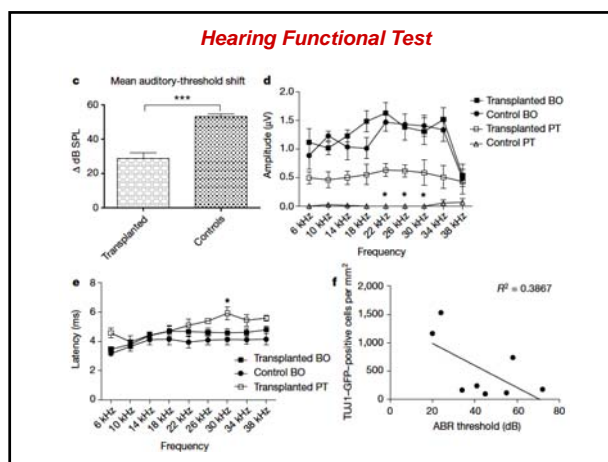 Hearing Functional Test
c
Mean auditory-threshold shift
***
Δ dB SPL
60
40
20
0
Transplanted
Controls
d
Amplitude (μV)
2.0
1.5
1.0
0.5
0
* * *
6 kHz
10 kHz
14 kHz
18 kHz
22 kHz
26 kHz
30 kHz
34 kHz
38 kHz
Frequency
Transplanted BO
Control BO
Transplanted PT
Control PT
e
Latency (ms)
8
6
4
2
0
*
6 kHz
10 kHz
14 kHz
18 kHz
22 kHz
26 kHz
30 kHz
34 kHz
38 kHz
Frequency
Transplanted BO
Control BO
Transplanted PT
f
TUJ1–GFP–positive cells per mm²
2,000
1,500
1,000
500
0
R² = 0.3867
0 20 40 60 80
ABR threshold (dB)